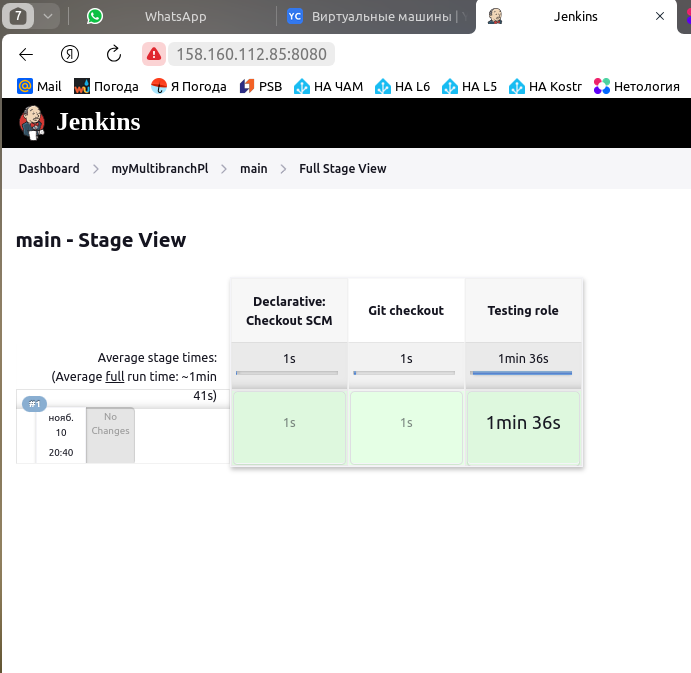 7
WhatsApp
YC Виртуальные машины | Y
Jenkins
Я
158.160.112.85:8080
Mail
Погода
Я Погода
PSB
НА ЧАМ
НА L6
НА L5
НА Kostr
Нетология
Jenkins
Dashboard
myMultibranchPl
main
Full Stage View
main - Stage View
Declarative:
Checkout SCM
Git checkout
Testing role
Average stage times:
(Average full run time: ~1min
41s)
1s
1s
1min 36s
#1
нояб.
10
20:40
No
Changes
1s
1s
1min 36s